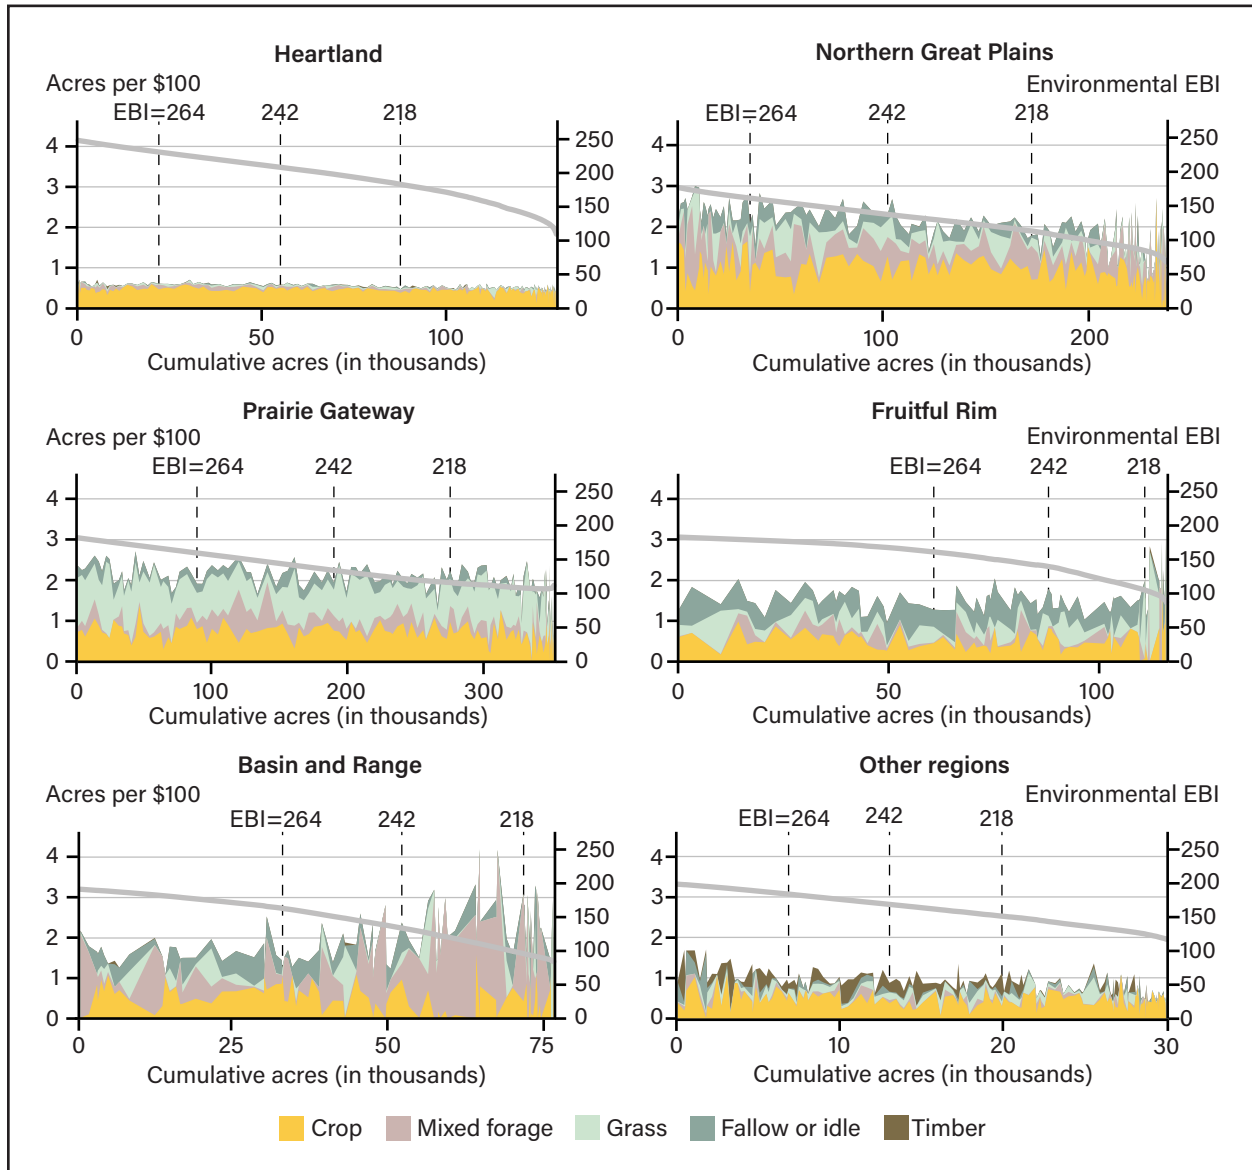 Heartland
Acres per $100
EBI=264 242 218
4
3
2
1
0
250
200
150
100
50
0
0 50 100
Cumulative acres (in thousands)
Northern Great Plains
Environmental EBI
EBI=264 242 218
4
3
2
1
0
250
200
150
100
50
0
0 100 200
Cumulative acres (in thousands)
Prairie Gateway
Acres per $100
EBI=264 242 218
4
3
2
1
0
250
200
150
100
50
0
0 100 200 300
Cumulative acres (in thousands)
Fruitful Rim
Environmental EBI
EBI=264 242 218
4
3
2
1
0
250
200
150
100
50
0
0 50 100
Cumulative acres (in thousands)
Basin and Range
Acres per $100
EBI=264 242 218
4
3
2
1
0
250
200
150
100
50
0
0 25 50 75
Cumulative acres (in thousands)
Other regions
Environmental EBI
EBI=264 242 218
4
3
2
1
0
250
200
150
100
50
0
0 10 20 30
Cumulative acres (in thousands)
Crop Mixed forage Grass Fallow or idle Timber